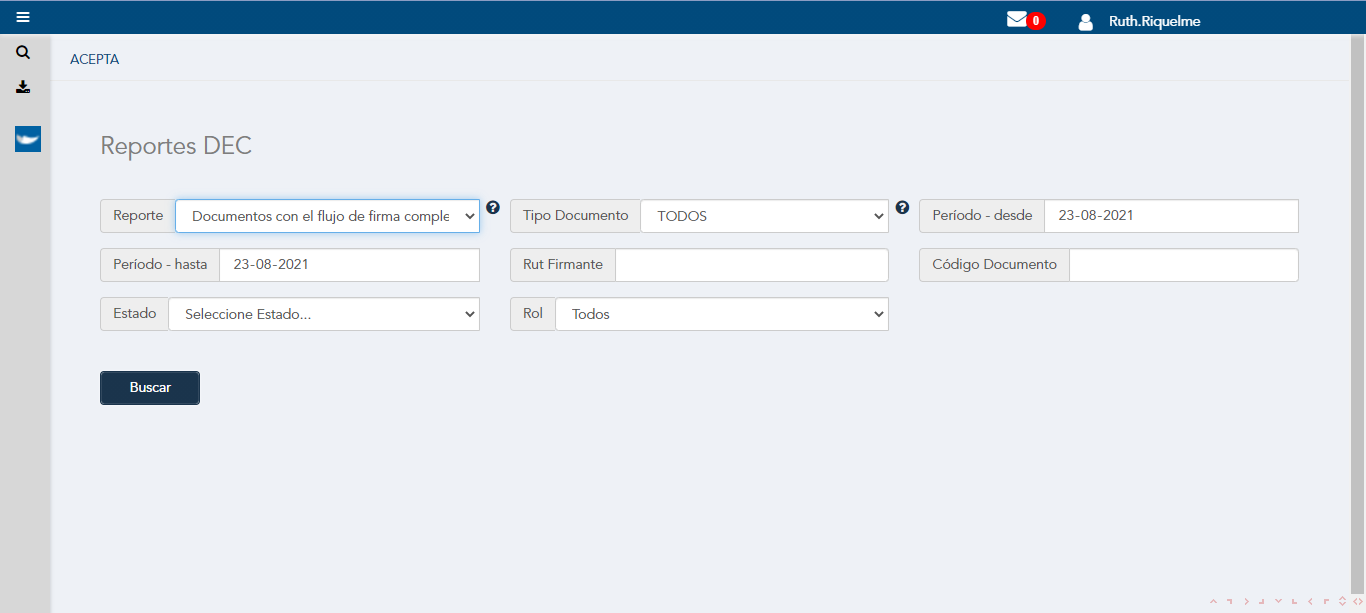 0 Ruth.Riquelme
ACEPTA
Reportes DEC
Reporte Documentos con el flujo de firma comple Tipo Documento TODOS Período - desde 23-08-2021
Período - hasta 23-08-2021 Rut Firmante Código Documento
Estado Seleccione Estado... Rol Todos
Buscar